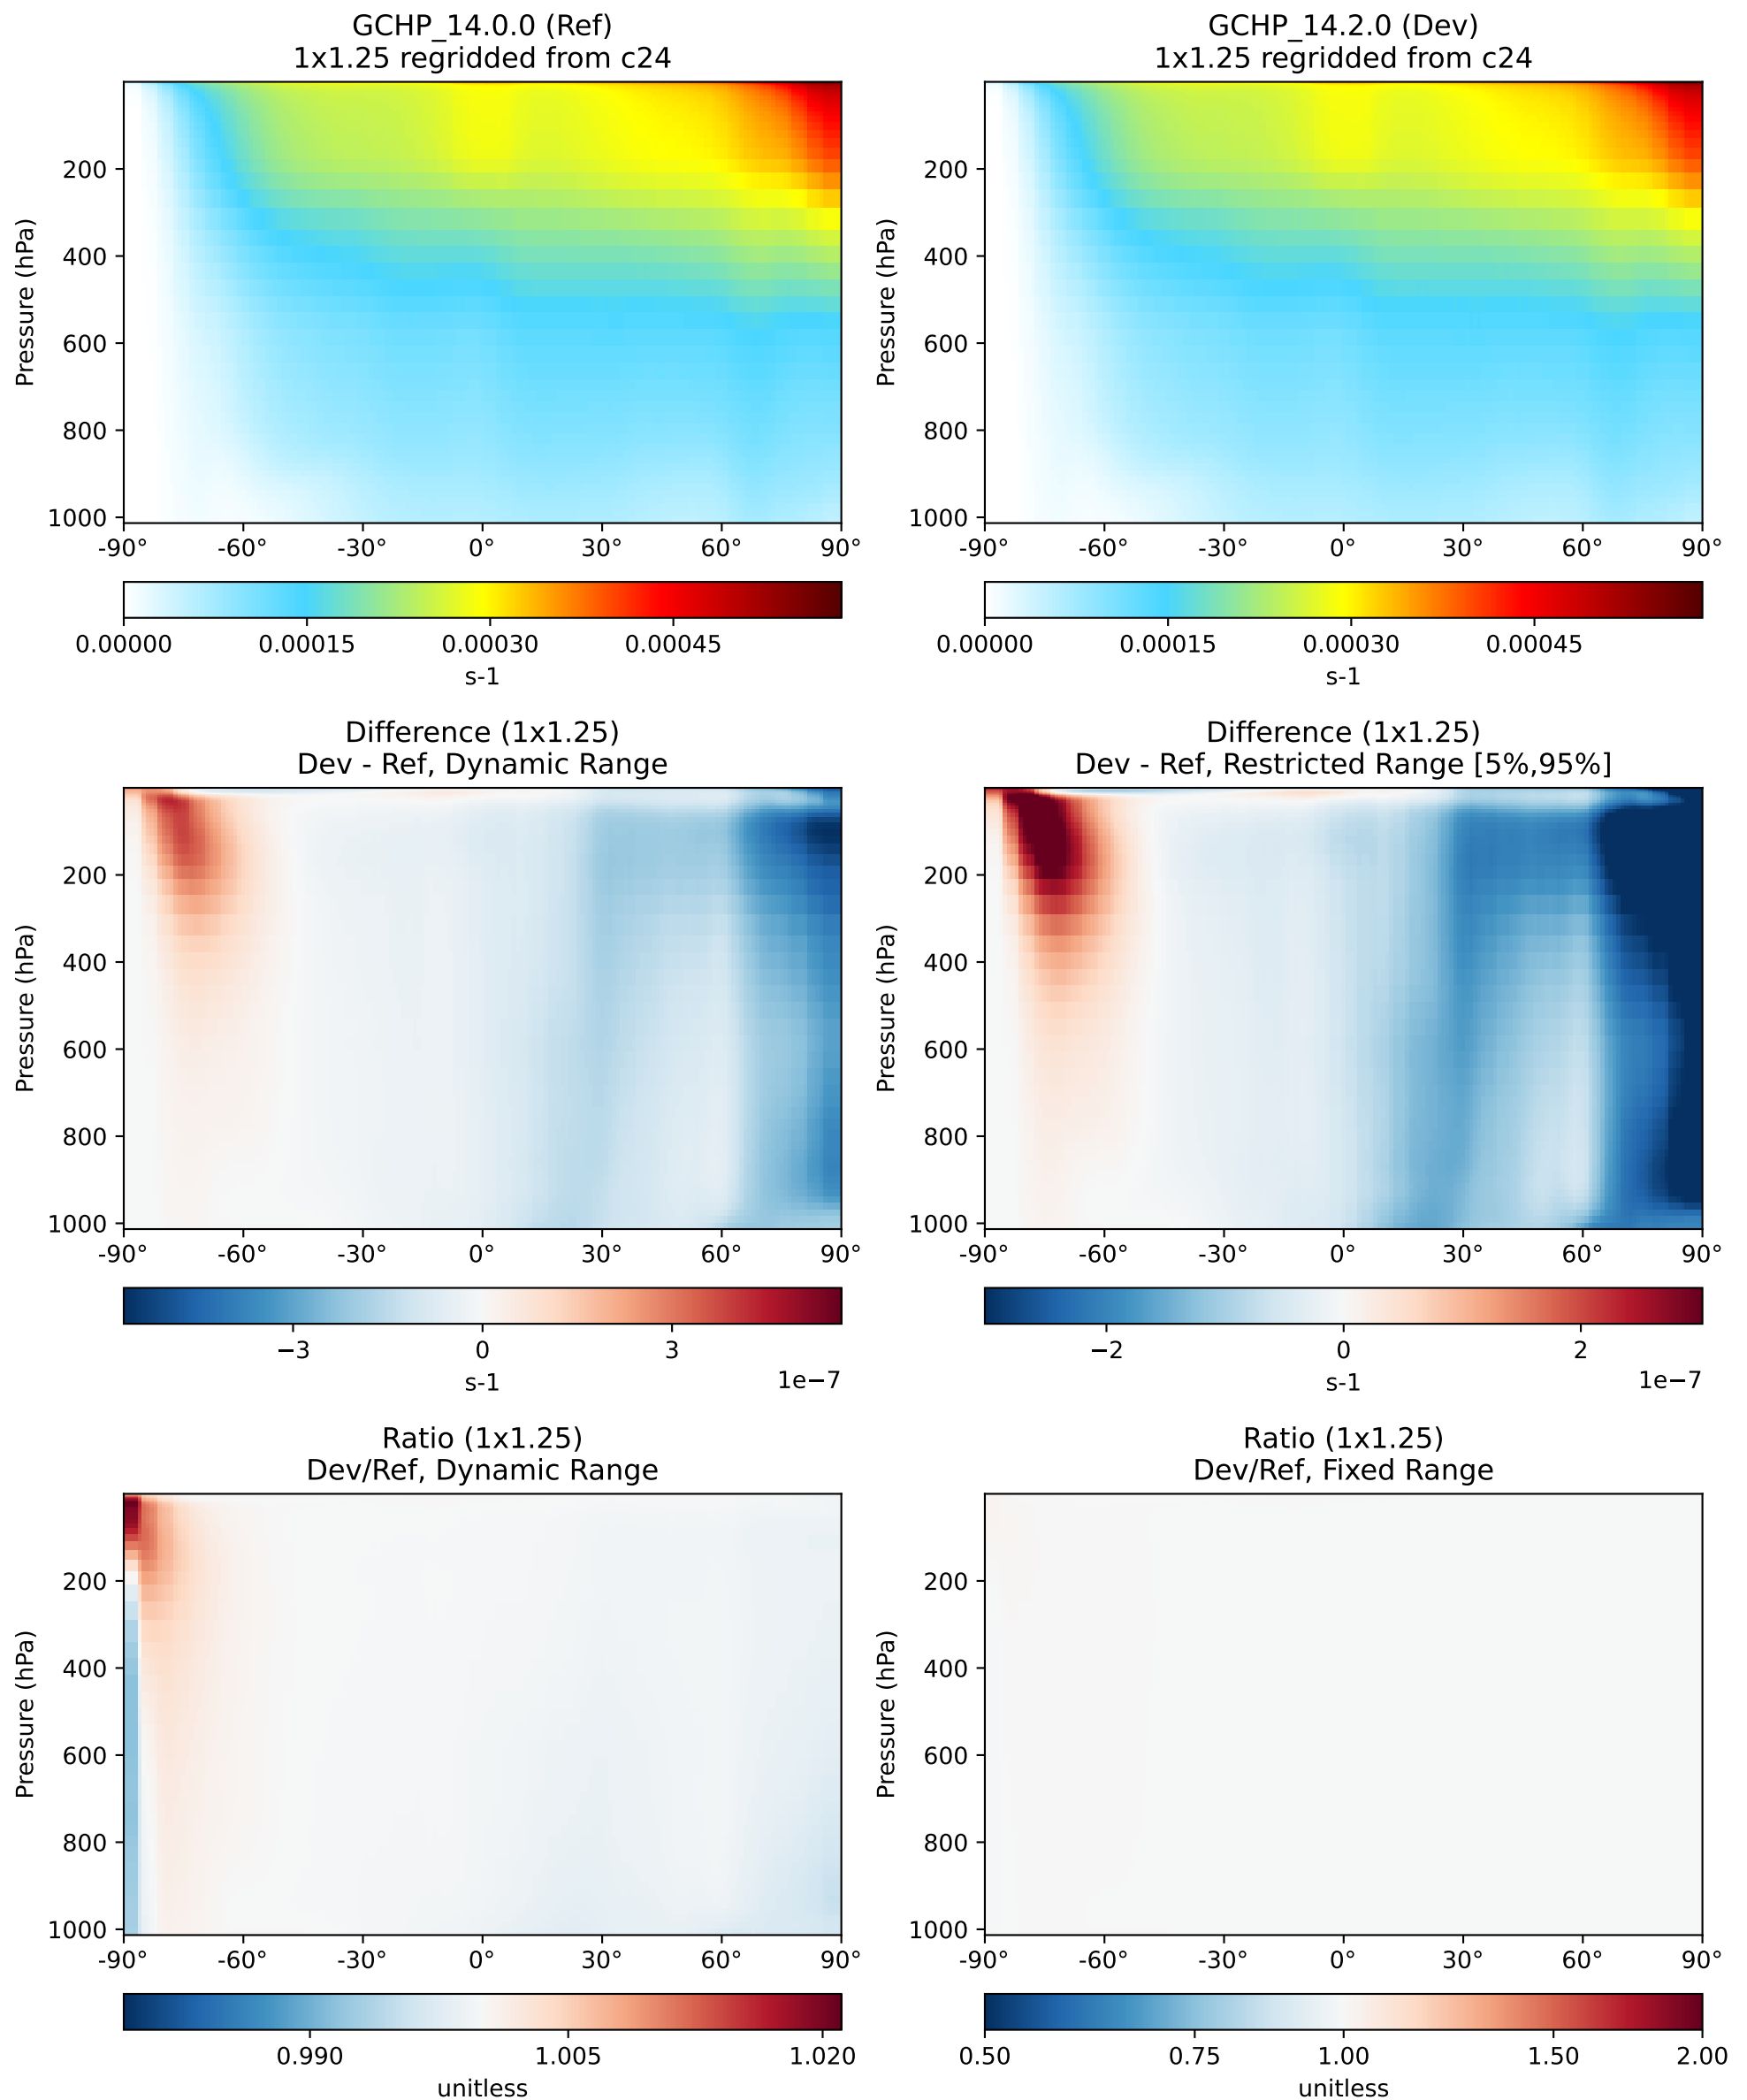 GCHP_14.0.0 (Ref)
1x1.25 regridded from c24
Pressure (hPa)
200
400
600
800
1000
-90° -60° -30° 0° 30° 60° 90°
0.00000 0.00015 0.00030 0.00045
s-1
GCHP_14.2.0 (Dev)
1x1.25 regridded from c24
Pressure (hPa)
200
400
600
800
1000
-90° -60° -30° 0° 30° 60° 90°
0.00000 0.00015 0.00030 0.00045
s-1
Difference (1x1.25)
Dev - Ref, Dynamic Range
Pressure (hPa)
200
400
600
800
1000
-90° -60° -30° 0° 30° 60° 90°
−3 0 3
s-1 1e−7
Difference (1x1.25)
Dev - Ref, Restricted Range [5%,95%]
Pressure (hPa)
200
400
600
800
1000
-90° -60° -30° 0° 30° 60° 90°
−2 0 2
s-1 1e−7
Ratio (1x1.25)
Dev/Ref, Dynamic Range
Pressure (hPa)
200
400
600
800
1000
-90° -60° -30° 0° 30° 60° 90°
0.990 1.005 1.020
unitless
Ratio (1x1.25)
Dev/Ref, Fixed Range
Pressure (hPa)
200
400
600
800
1000
-90° -60° -30° 0° 30° 60° 90°
0.50 0.75 1.00 1.50 2.00
unitless